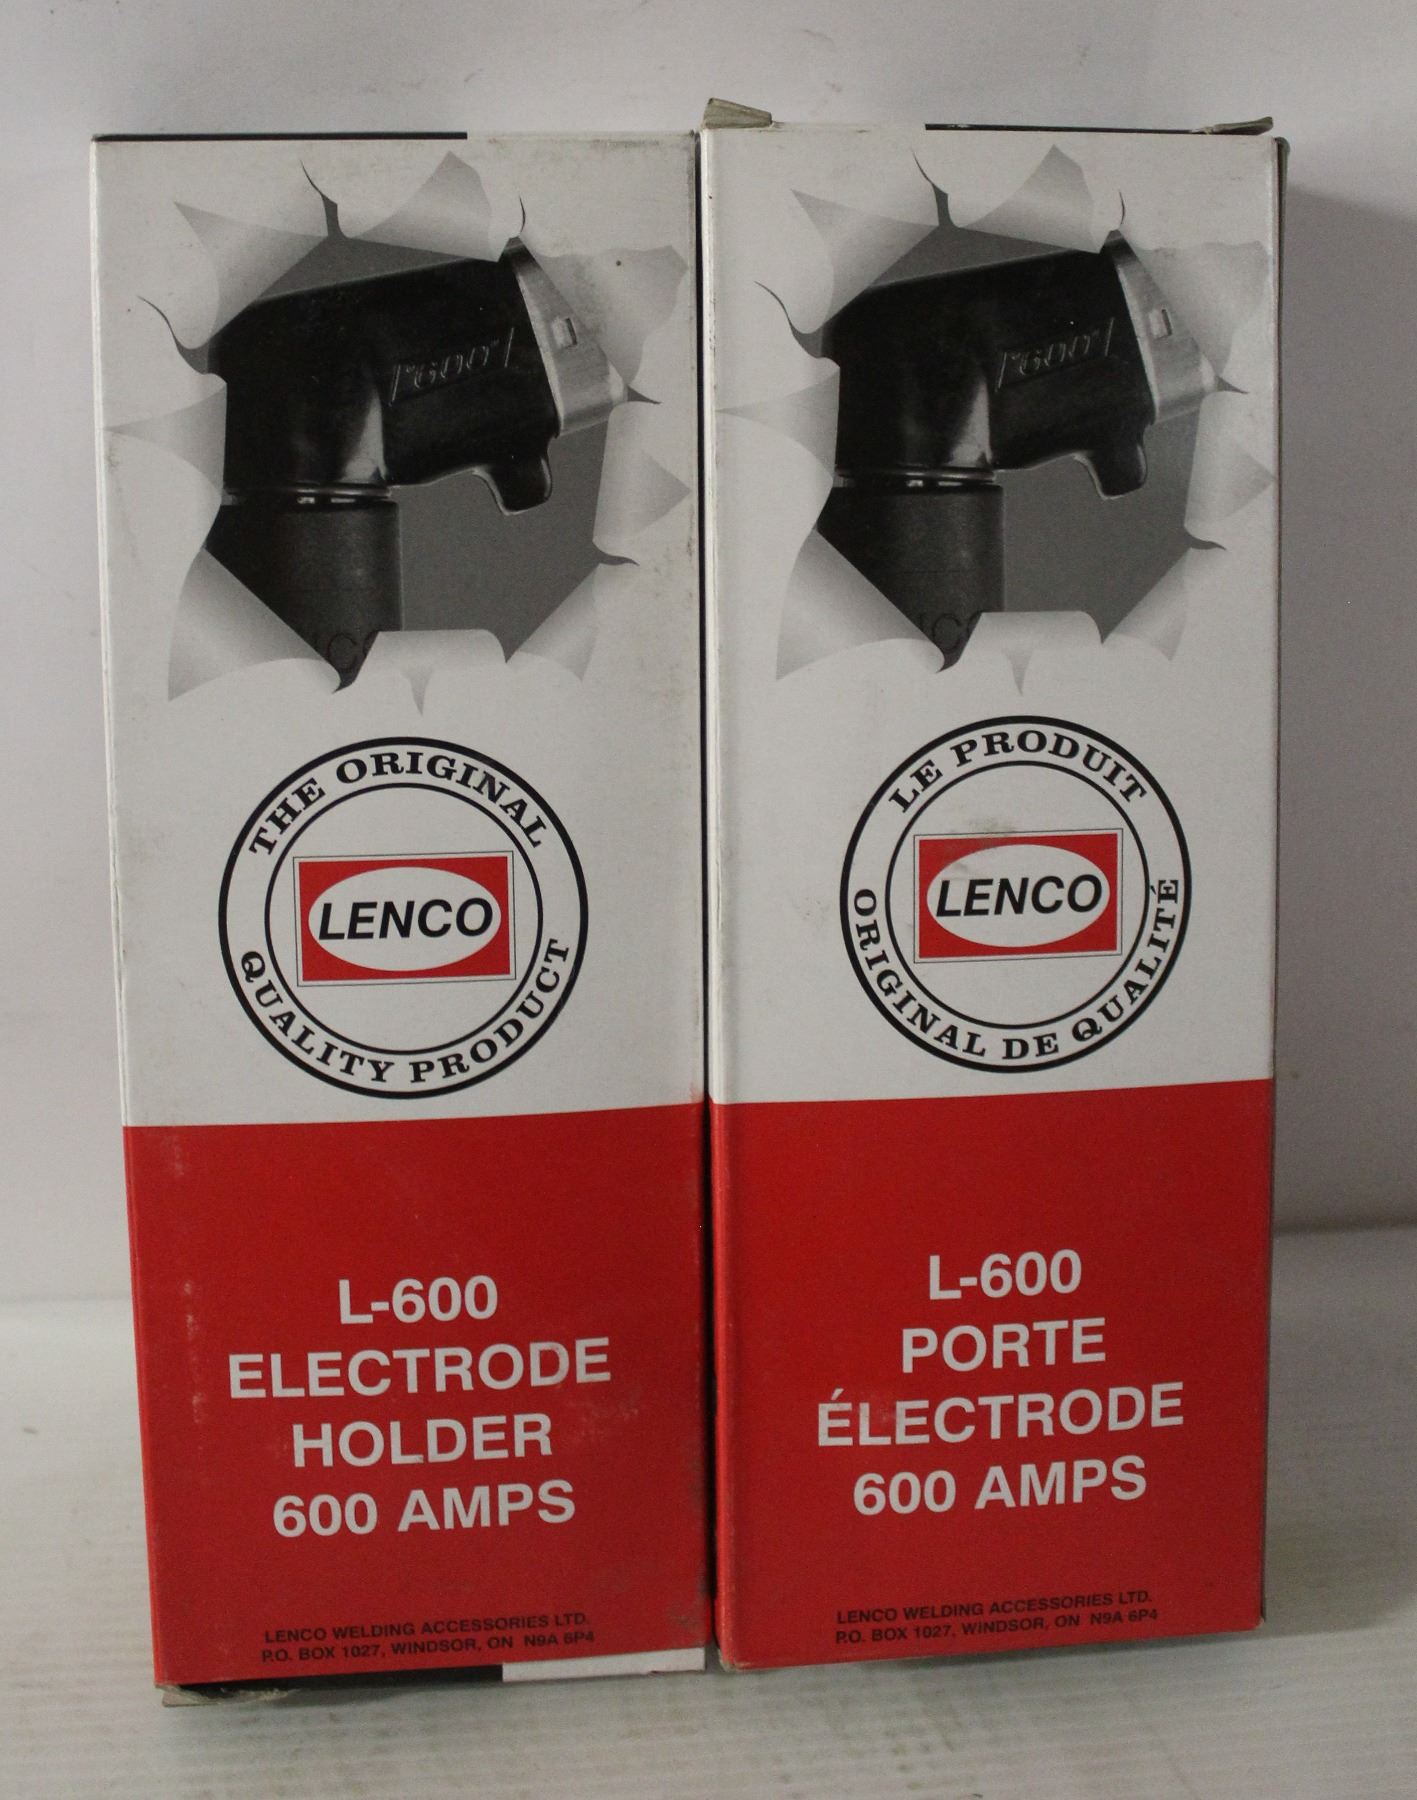 "600"
THE ORIGINAL
LENCO
QUALITY PRODUCT
L-600
ELECTRODE
HOLDER
600 AMPS
LENCO WELDING ACCESSORIES LTD.
P.O. BOX 1027, WINDSOR, ON N9A 6P4
"600"
LE PRODUIT
LENCO
ORIGINAL DE QUALITÉ
L-600
PORTE
ÉLECTRODE
600 AMPS
LENCO WELDING ACCESSORIES LTD.
P.O. BOX 1027, WINDSOR, ON N9A 6P4